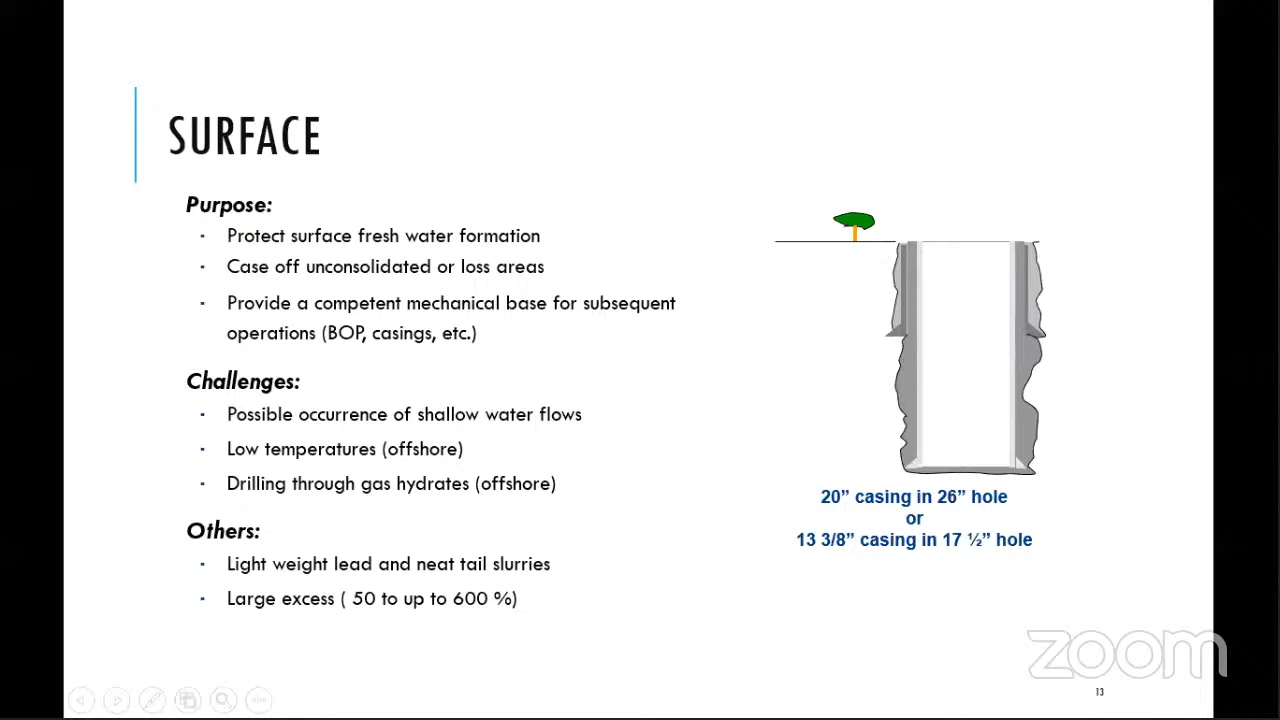 SURFACE
Purpose:
· Protect surface fresh water formation
· Case off unconsolidated or loss areas
· Provide a competent mechanical base for subsequent
operations (BOP, casings, etc.)
Challenges:
· Possible occurrence of shallow water flows
· Low temperatures (offshore)
· Drilling through gas hydrates (offshore)
Others:
· Light weight lead and neat tail slurries
· Large excess ( 50 to up to 600 %)
20” casing in 26” hole
or
13 3/8” casing in 17 ½” hole
zoom
13